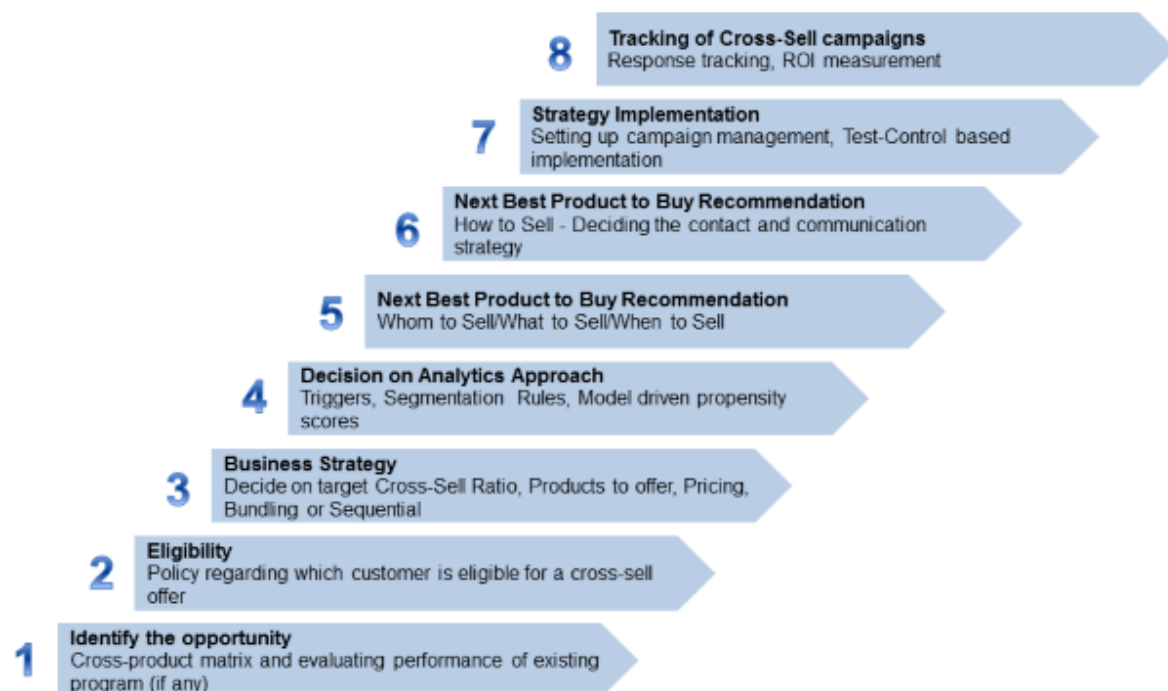 8
Tracking of Cross-Sell campaigns
Response tracking, ROI measurement
7
Strategy Implementation
Setting up campaign management, Test-Control based
implementation
6
Next Best Product to Buy Recommendation
How to Sell - Deciding the contact and communication
strategy
5
Next Best Product to Buy Recommendation
Whom to Sell/What to Sell/When to Sell
4
Decision on Analytics Approach
Triggers, Segmentation Rules, Model driven propensity
scores
3
Business Strategy
Decide on target Cross-Sell Ratio, Products to offer, Pricing,
Bundling or Sequential
2
Eligibility
Policy regarding which customer is eligible for a cross-sell
offer
1
Identify the opportunity
Cross-product matrix and evaluating performance of existing
program (if any)